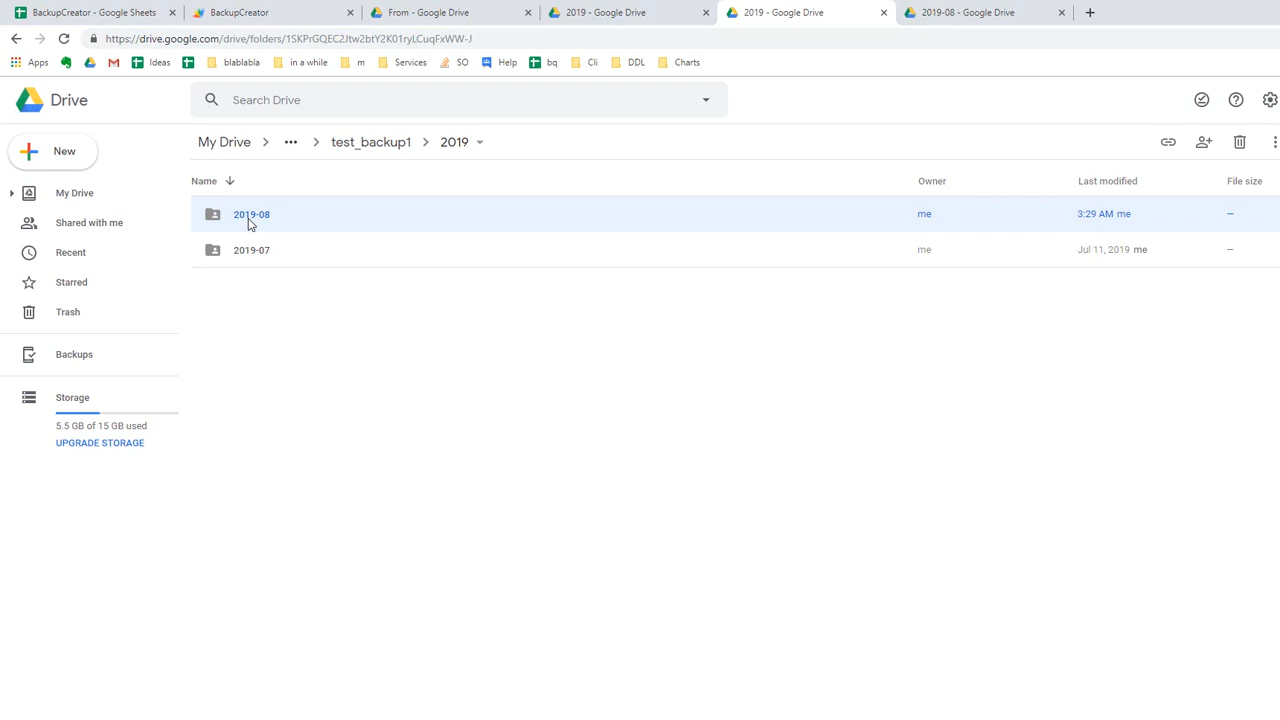 BackupCreator - Google Sheets BackupCreator From - Google Drive 2019 - Google Drive 2019 - Google Drive 2019-08 - Google Drive
https://drive.google.com/drive/folders/1SKPrGQEC2Jtw2btY2K01ryLCuqFxWW-J
Apps Ideas blablabla in a while m Services SO Help bq Cli DDL Charts
Drive Search Drive
My Drive ••• test_backup1 2019
New
Name Owner Last modified File size
My Drive
2019-08 me 3:29 AM me –
Shared with me
2019-07 me Jul 11, 2019 me –
Recent
Starred
Trash
Backups
Storage
5.5 GB of 15 GB used
UPGRADE STORAGE